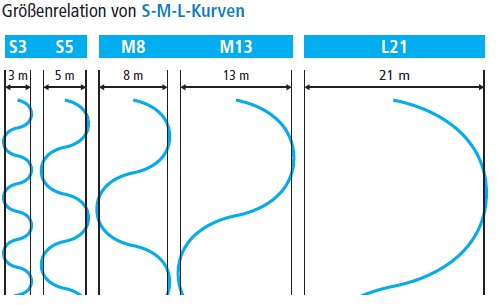 Größenrelation von S-M-L-Kurven
S3 S5 M8 M13 L21
3 m 5 m 8 m 13 m 21 m